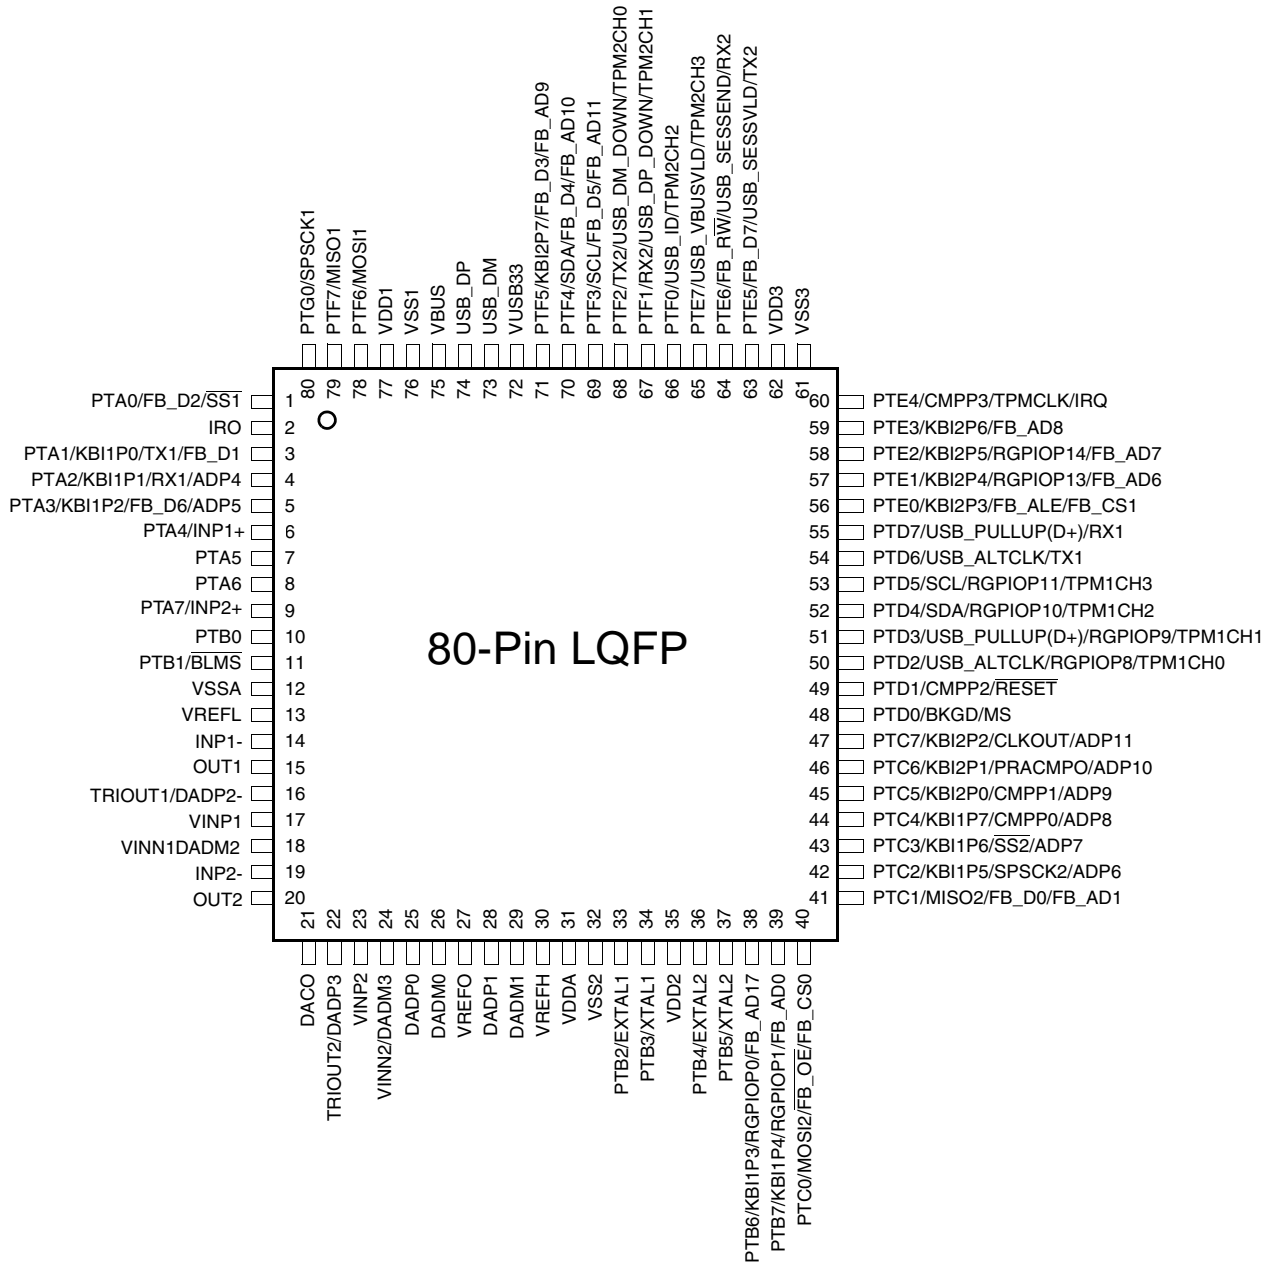 PTG0/SPSCK1
PTF7/MISO1
PTF6/MOSI1
VDD1
VSS1
VBUS
USB_DP
USB_DM
VUSB33
PTF5/KBI2P7/FB_D3/FB_AD9
PTF4/SDA/FB_D4/FB_AD10
PTF3/SCL/FB_D5/FB_AD11
PTF2/TX2/USB_DM_DOWN/TPM2CH0
PTF1/RX2/USB_DP_DOWN/TPM2CH1
PTF0/USB_ID/TPM2CH2
PTE7/USB_VBUSVLD/TPM2CH3
PTE6/FB_RW/USB_SESSEND/RX2
PTE5/FB_D7/USB_SESSVLD/TX2
VDD3
VSS3
80
79
78
77
76
75
74
73
72
71
70
69
68
67
66
65
64
63
62
61
PTA0/FB_D2/SS1 1
IRO 2
PTA1/KBI1P0/TX1/FB_D1 3
PTA2/KBI1P1/RX1/ADP4 4
PTA3/KBI1P2/FB_D6/ADP5 5
PTA4/INP1+ 6
PTA5 7
PTA6 8
PTA7/INP2+ 9
PTB0 10
PTB1/BLMS 11
VSSA 12
VREFL 13
INP1- 14
OUT1 15
TRIOUT1/DADP2- 16
VINP1 17
VINN1DADM2 18
INP2- 19
OUT2 20
80-Pin LQFP
60 PTE4/CMPP3/TPMCLK/IRQ
59 PTE3/KBI2P6/FB_AD8
58 PTE2/KBI2P5/RGPIOP14/FB_AD7
57 PTE1/KBI2P4/RGPIOP13/FB_AD6
56 PTE0/KBI2P3/FB_ALE/FB_CS1
55 PTD7/USB_PULLUP(D+)/RX1
54 PTD6/USB_ALTCLK/TX1
53 PTD5/SCL/RGPIOP11/TPM1CH3
52 PTD4/SDA/RGPIOP10/TPM1CH2
51 PTD3/USB_PULLUP(D+)/RGPIOP9/TPM1CH1
50 PTD2/USB_ALTCLK/RGPIOP8/TPM1CH0
49 PTD1/CMPP2/RESET
48 PTD0/BKGD/MS
47 PTC7/KBI2P2/CLKOUT/ADP11
46 PTC6/KBI2P1/PRACMPO/ADP10
45 PTC5/KBI2P0/CMPP1/ADP9
44 PTC4/KBI1P7/CMPP0/ADP8
43 PTC3/KBI1P6/SS2/ADP7
42 PTC2/KBI1P5/SPSCK2/ADP6
41 PTC1/MISO2/FB_D0/FB_AD1
21
22
23
24
25
26
27
28
29
30
31
32
33
34
35
36
37
38
39
40
DACO
TRIOUT2/DADP3
VINP2
VINN2/DADM3
DADP0
DADM0
VREFO
DADP1
DADM1
VREFH
VDDA
VSS2
PTB2/EXTAL1
PTB3/XTAL1
VDD2
PTB4/EXTAL2
PTB5/XTAL2
PTB6/KBI1P3/RGPIOP0/FB_AD17
PTB7/KBI1P4/RGPIOP1/FB_AD0
PTC0/MOSI2/FB_OE/FB_CS0